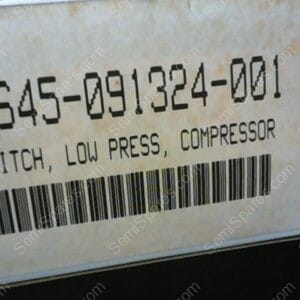 645-091324-001
ITCH, LOW PRESS, COMPRESSOR
SemiSpares.com